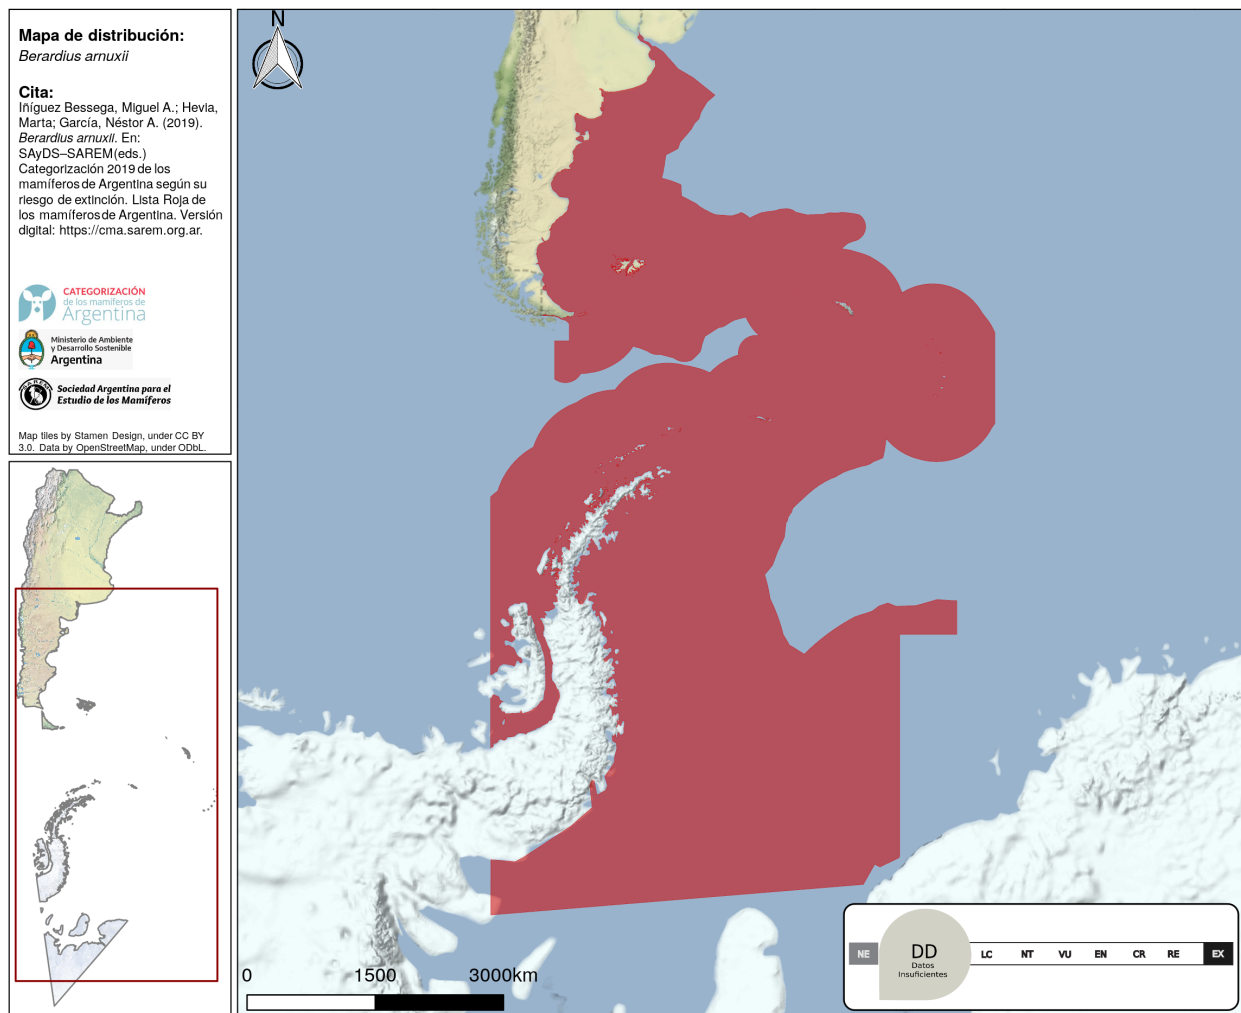 Mapa de distribución:
Berardius arnuxii
Cita:
Iñíguez Bessega, Miguel A.; Hevia,
Marta; García, Néstor A. (2019).
Berardius arnuxii. En:
SAyDS–SAREM(eds.)
Categorización 2019 de los
mamíferos de Argentina según su
riesgo de extinción. Lista Roja de
los mamíferos de Argentina. Versión
digital: https://cma.sarem.org.ar.
CATEGORIZACIÓN
de los mamíferos de
Argentina
Ministerio de Ambiente
y Desarrollo Sostenible
Argentina
SAREM
Sociedad Argentina para el
Estudio de los Mamíferos
Map tiles by Stamen Design, under CC BY
3.0. Data by OpenStreetMap, under ODbL.
N
0 1500 3000km
NE DD LC NT VU EN CR RE EX
Datos
Insuficientes